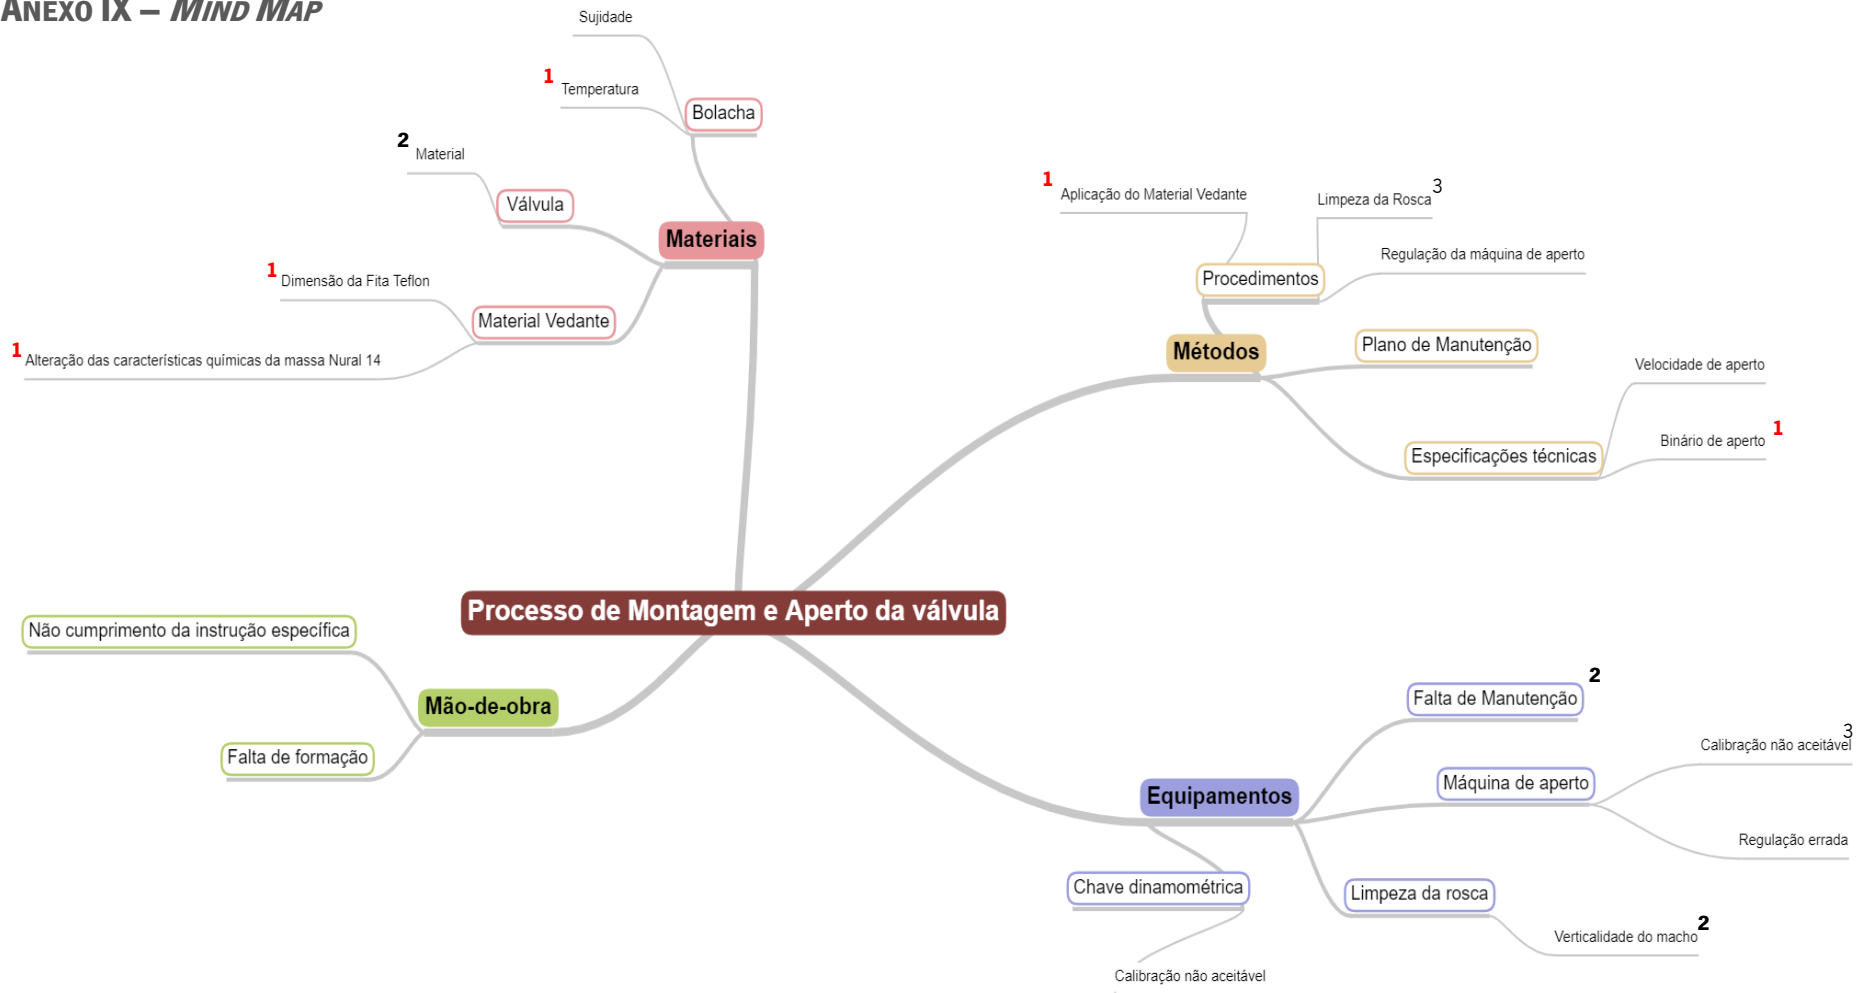 ANEXO IX – MIND MAP
Sujidade
1
Temperatura
Bolacha
2
Material
Válvula
Materiais
1
Dimensão da Fita Teflon
Material Vedante
1
Alteração das características químicas da massa Nural 14
1
Aplicação do Material Vedante
Limpeza da Rosca
3
Regulação da máquina de aperto
Procedimentos
Métodos
Plano de Manutenção
Velocidade de aperto
Binário de aperto
1
Especificações técnicas
Processo de Montagem e Aperto da válvula
Não cumprimento da instrução específica
Mão-de-obra
Falta de formação
Falta de Manutenção
2
Calibração não aceitável
3
Máquina de aperto
Equipamentos
Regulação errada
Chave dinamométrica
Limpeza da rosca
Verticalidade do macho
2
Calibração não aceitável